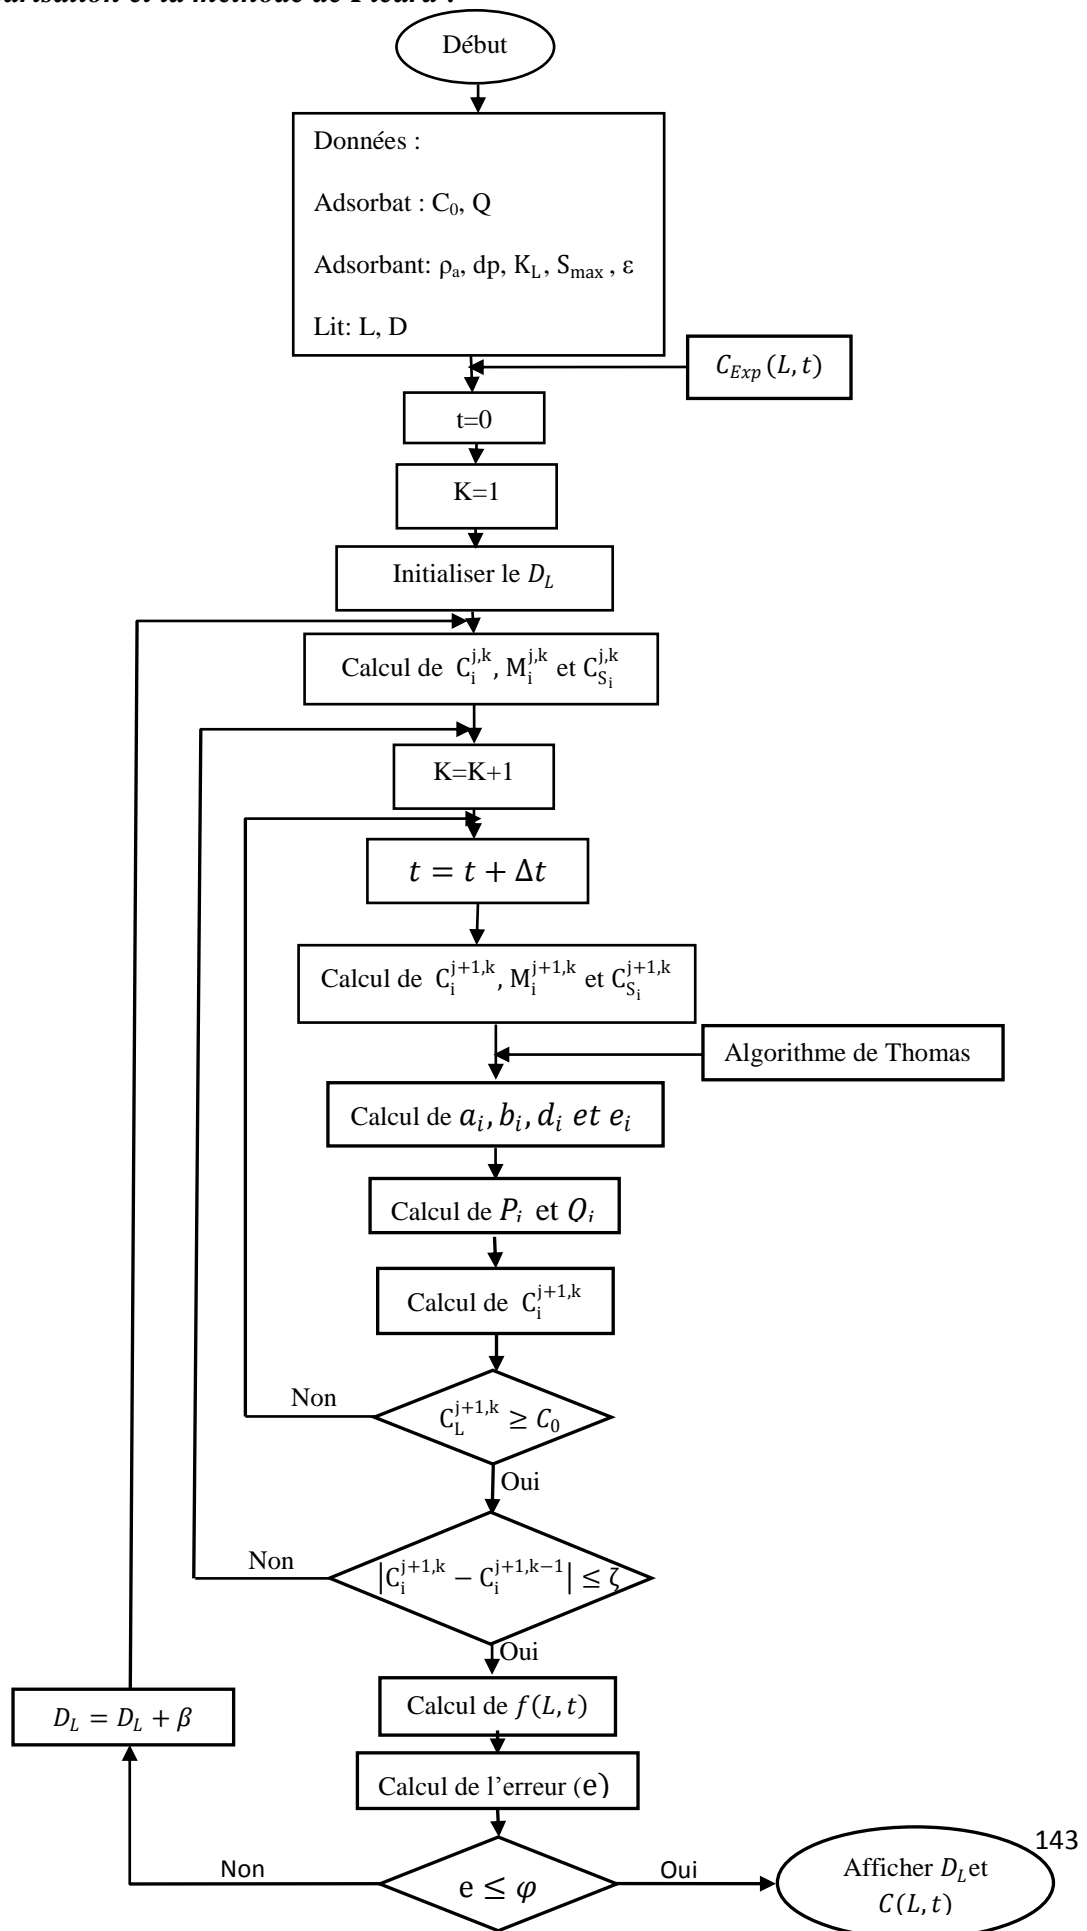 Début
Données :
Adsorbat : C₀, Q
Adsorbant: ρₐ, dp, K_L, S_max , ε
Lit: L, D
C_Exp(L, t)
t=0
K=1
Initialiser le D_L
Calcul de C_i^{j,k}, M_i^{j,k} et C_{S_i}^{j,k}
K=K+1
t = t + Δt
Calcul de C_i^{j+1,k}, M_i^{j+1,k} et C_{S_i}^{j+1,k}
Algorithme de Thomas
Calcul de a_i, b_i, d_i et e_i
Calcul de P_i et Q_i
Calcul de C_i^{j+1,k}
Non
C_L^{j+1,k} ≥ C_0
Oui
Non
|C_i^{j+1,k} − C_i^{j+1,k−1}| ≤ ζ
Oui
Calcul de f(L, t)
D_L = D_L + β
Calcul de l’erreur (e)
143
Non
e ≤ φ
Oui
Afficher D_L et
C(L, t)